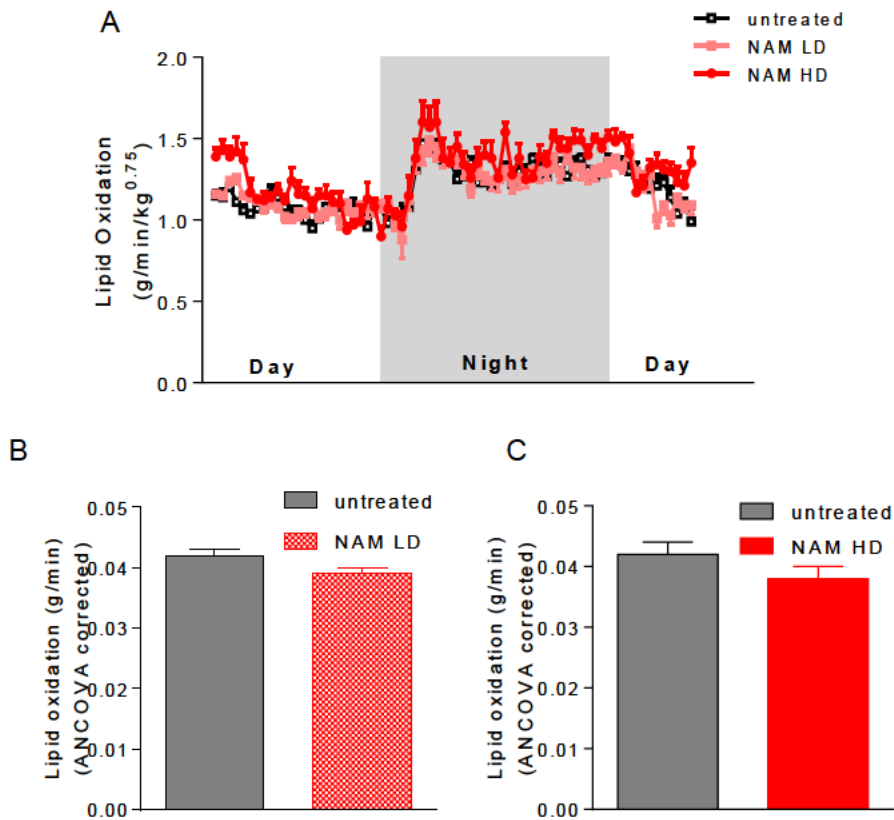 A
untreated
NAM LD
NAM HD
Lipid Oxidation
(g/min/kg^0.75)
2.0
1.5
1.0
0.5
0.0
Day
Night
Day
B
Lipid oxidation (g/min)
(ANCOVA corrected)
0.05
0.04
0.03
0.02
0.01
0.00
untreated
NAM LD
C
Lipid oxidation (g/min)
(ANCOVA corrected)
0.05
0.04
0.03
0.02
0.01
0.00
untreated
NAM HD